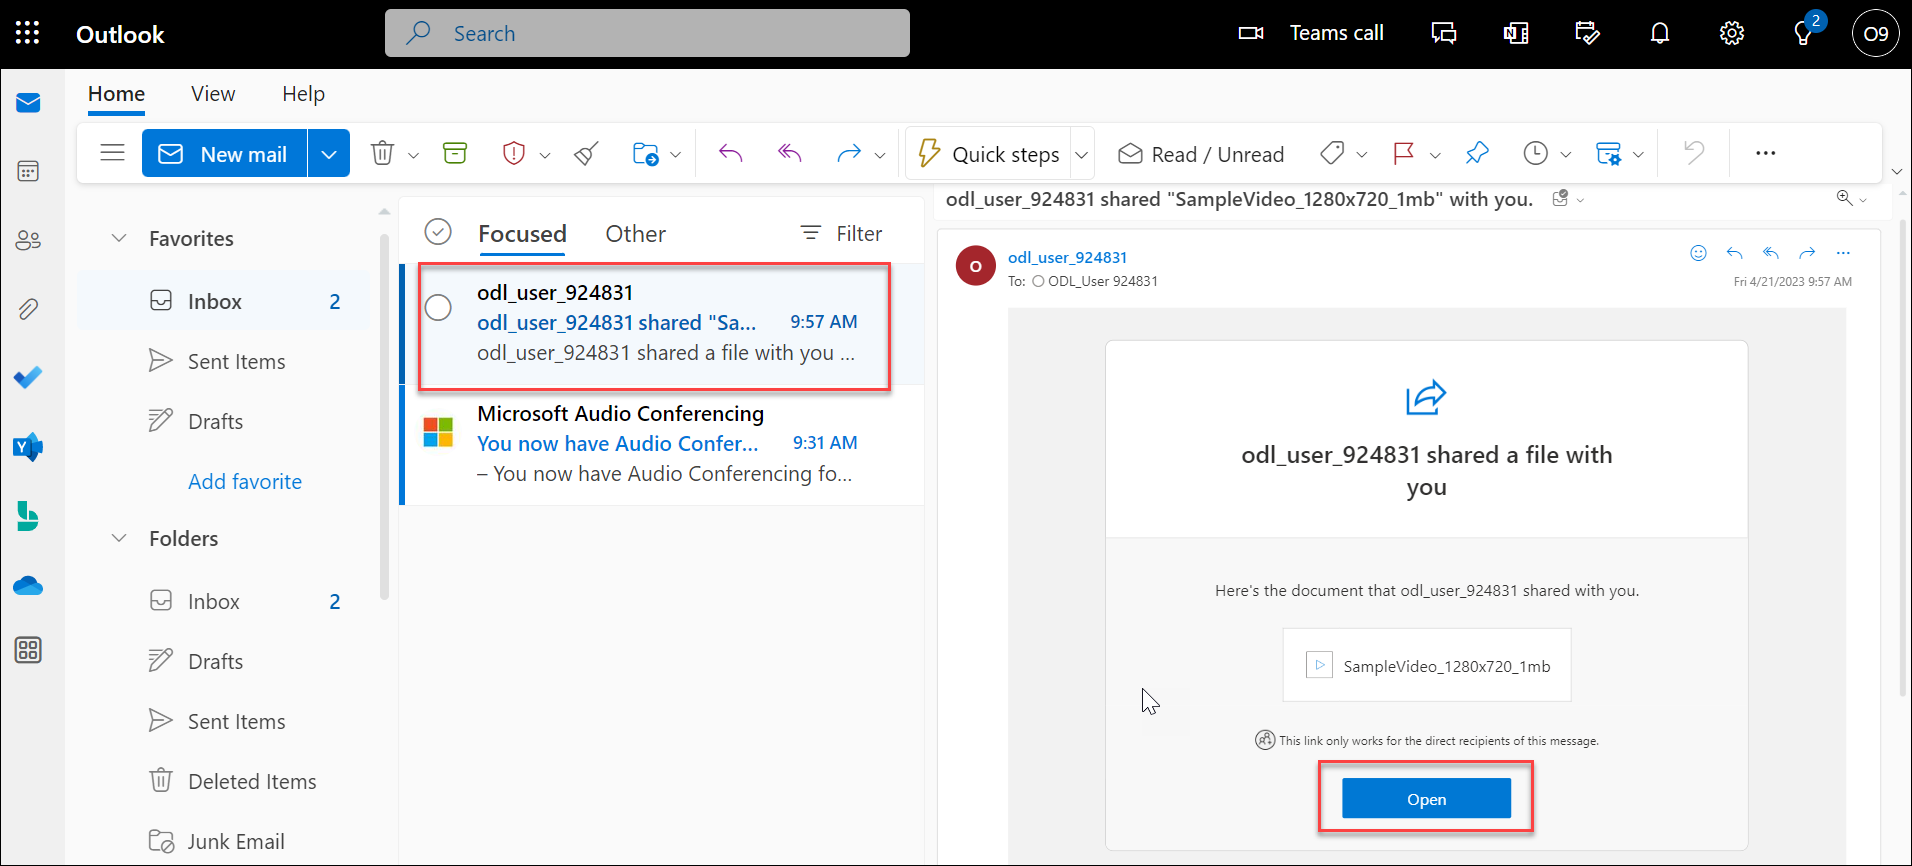 Outlook
Search
Teams call
2
O9
Home View Help
New mail
Quick steps
Read / Unread
Favorites
Inbox 2
Sent Items
Drafts
Add favorite
Folders
Inbox 2
Drafts
Sent Items
Deleted Items
Junk Email
Focused Other Filter
odl_user_924831
odl_user_924831 shared "Sa... 9:57 AM
odl_user_924831 shared a file with you ...
Microsoft Audio Conferencing
You now have Audio Confer... 9:31 AM
– You now have Audio Conferencing fo...
odl_user_924831 shared "SampleVideo_1280x720_1mb" with you.
O
odl_user_924831
To: ODL_User 924831
Fri 4/21/2023 9:57 AM
odl_user_924831 shared a file with
you
Here's the document that odl_user_924831 shared with you.
SampleVideo_1280x720_1mb
This link only works for the direct recipients of this message.
Open